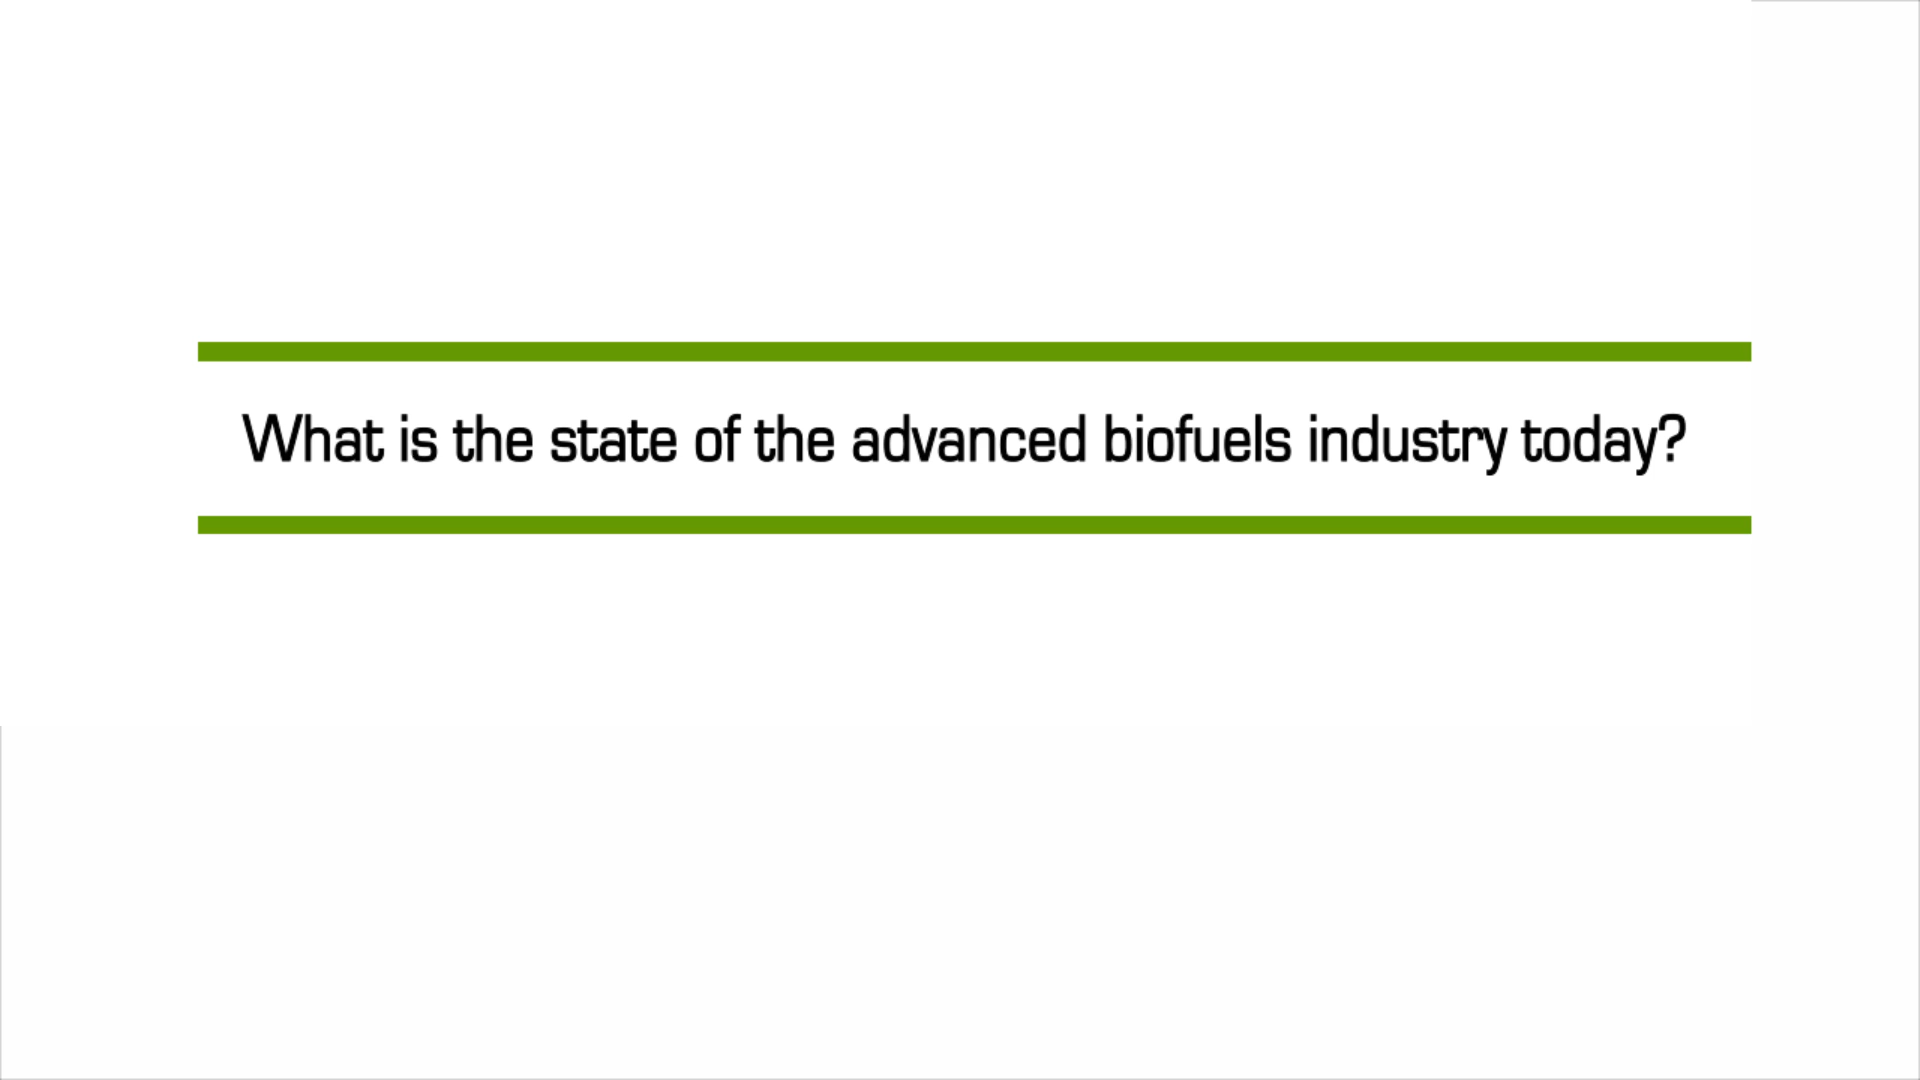 What is the state of the advanced biofuels industry today?